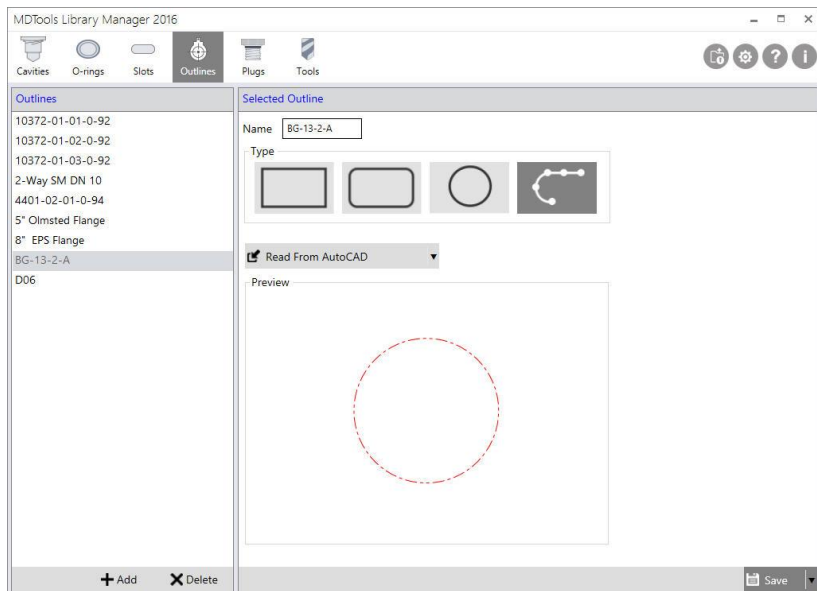 MDTools Library Manager 2016
Cavities O-rings Slots Outlines Plugs Tools
Outlines
10372-01-01-0-92
10372-01-02-0-92
10372-01-03-0-92
2-Way SM DN 10
4401-02-01-0-94
5" Olmsted Flange
8" EPS Flange
BG-13-2-A
D06
Add Delete
Selected Outline
Name BG-13-2-A
Type
Read From AutoCAD
Preview
Save